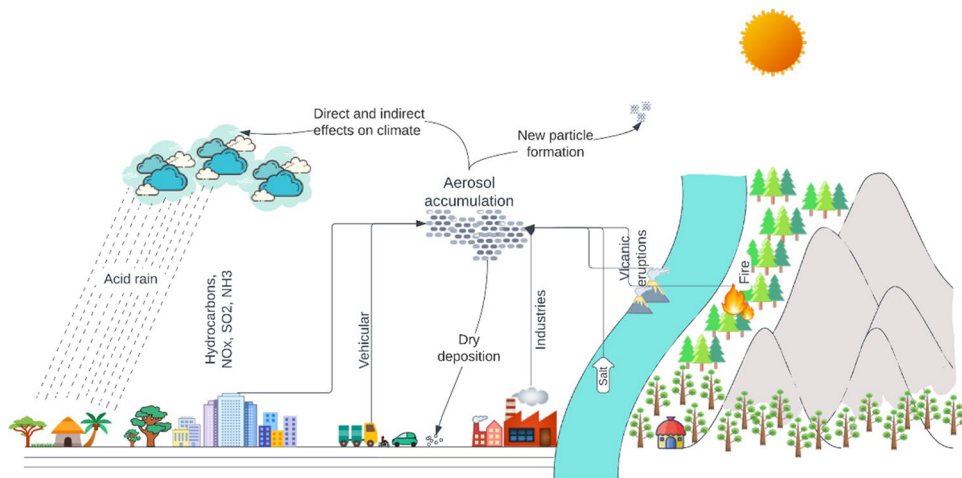 Direct and indirect
effects on climate
New particle
formation
Aerosol
accumulation
Acid rain
Hydrocarbons,
NOx, SO2, NH3
Vehicular
Dry
deposition
Industries
Vlcanic
eruptions
Fire
Salt